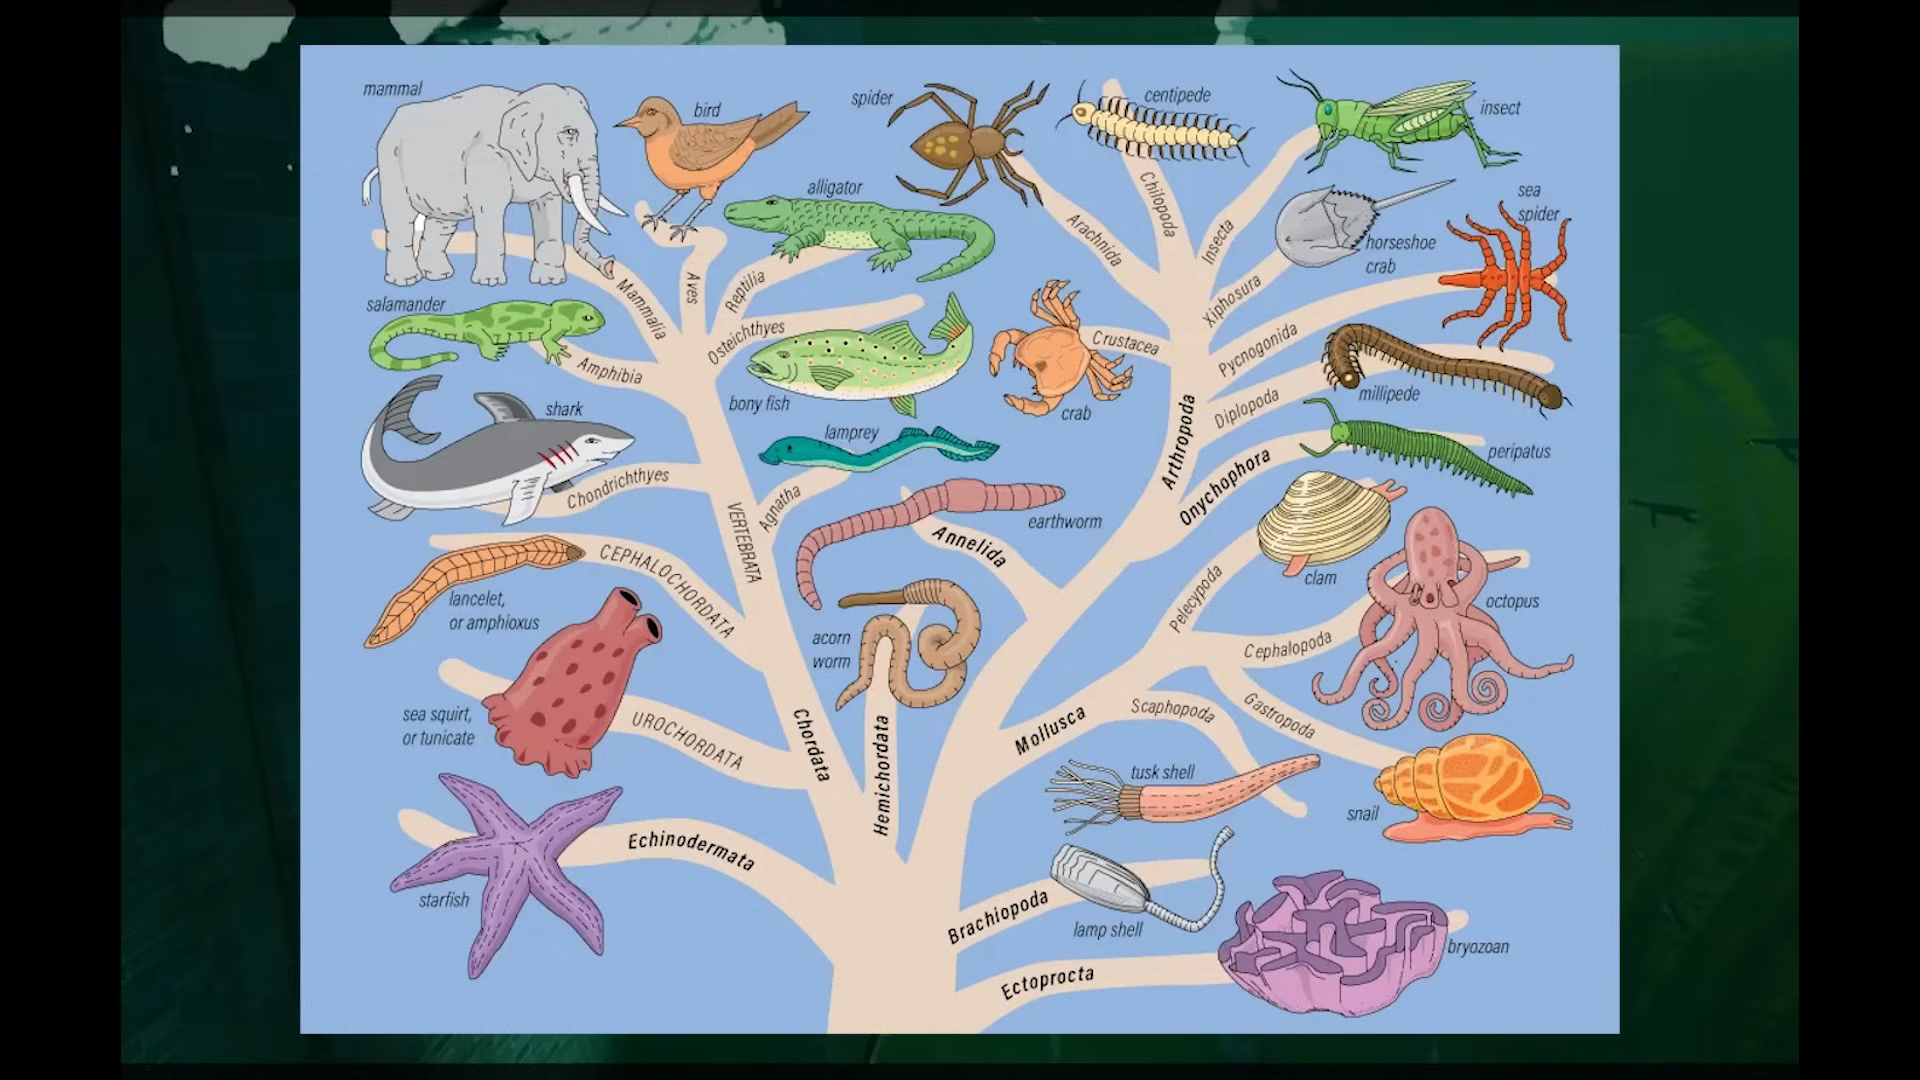 mammal
bird
spider
centipede
insect
alligator
sea
spider
horseshoe
crab
Chilopoda
Arachnida
Insecta
Xiphosura
Mammalia
Aves
Reptilia
salamander
Osteichthyes
Crustacea
Pycnogonida
Amphibia
bony fish
crab
Diplopoda
millipede
shark
lamprey
Arthropoda
Onychophora
peripatus
Chondrichthyes
VERTEBRATA
Agnatha
earthworm
Annelida
CEPHALOCHORDATA
lancelet,
or amphioxus
acorn
worm
Pelecypoda
clam
octopus
Cephalopoda
sea squirt,
or tunicate
UROCHORDATA
Chordata
Hemichordata
Mollusca
Scaphopoda
Gastropoda
tusk shell
snail
Echinodermata
starfish
Brachiopoda
lamp shell
bryozoan
Ectoprocta